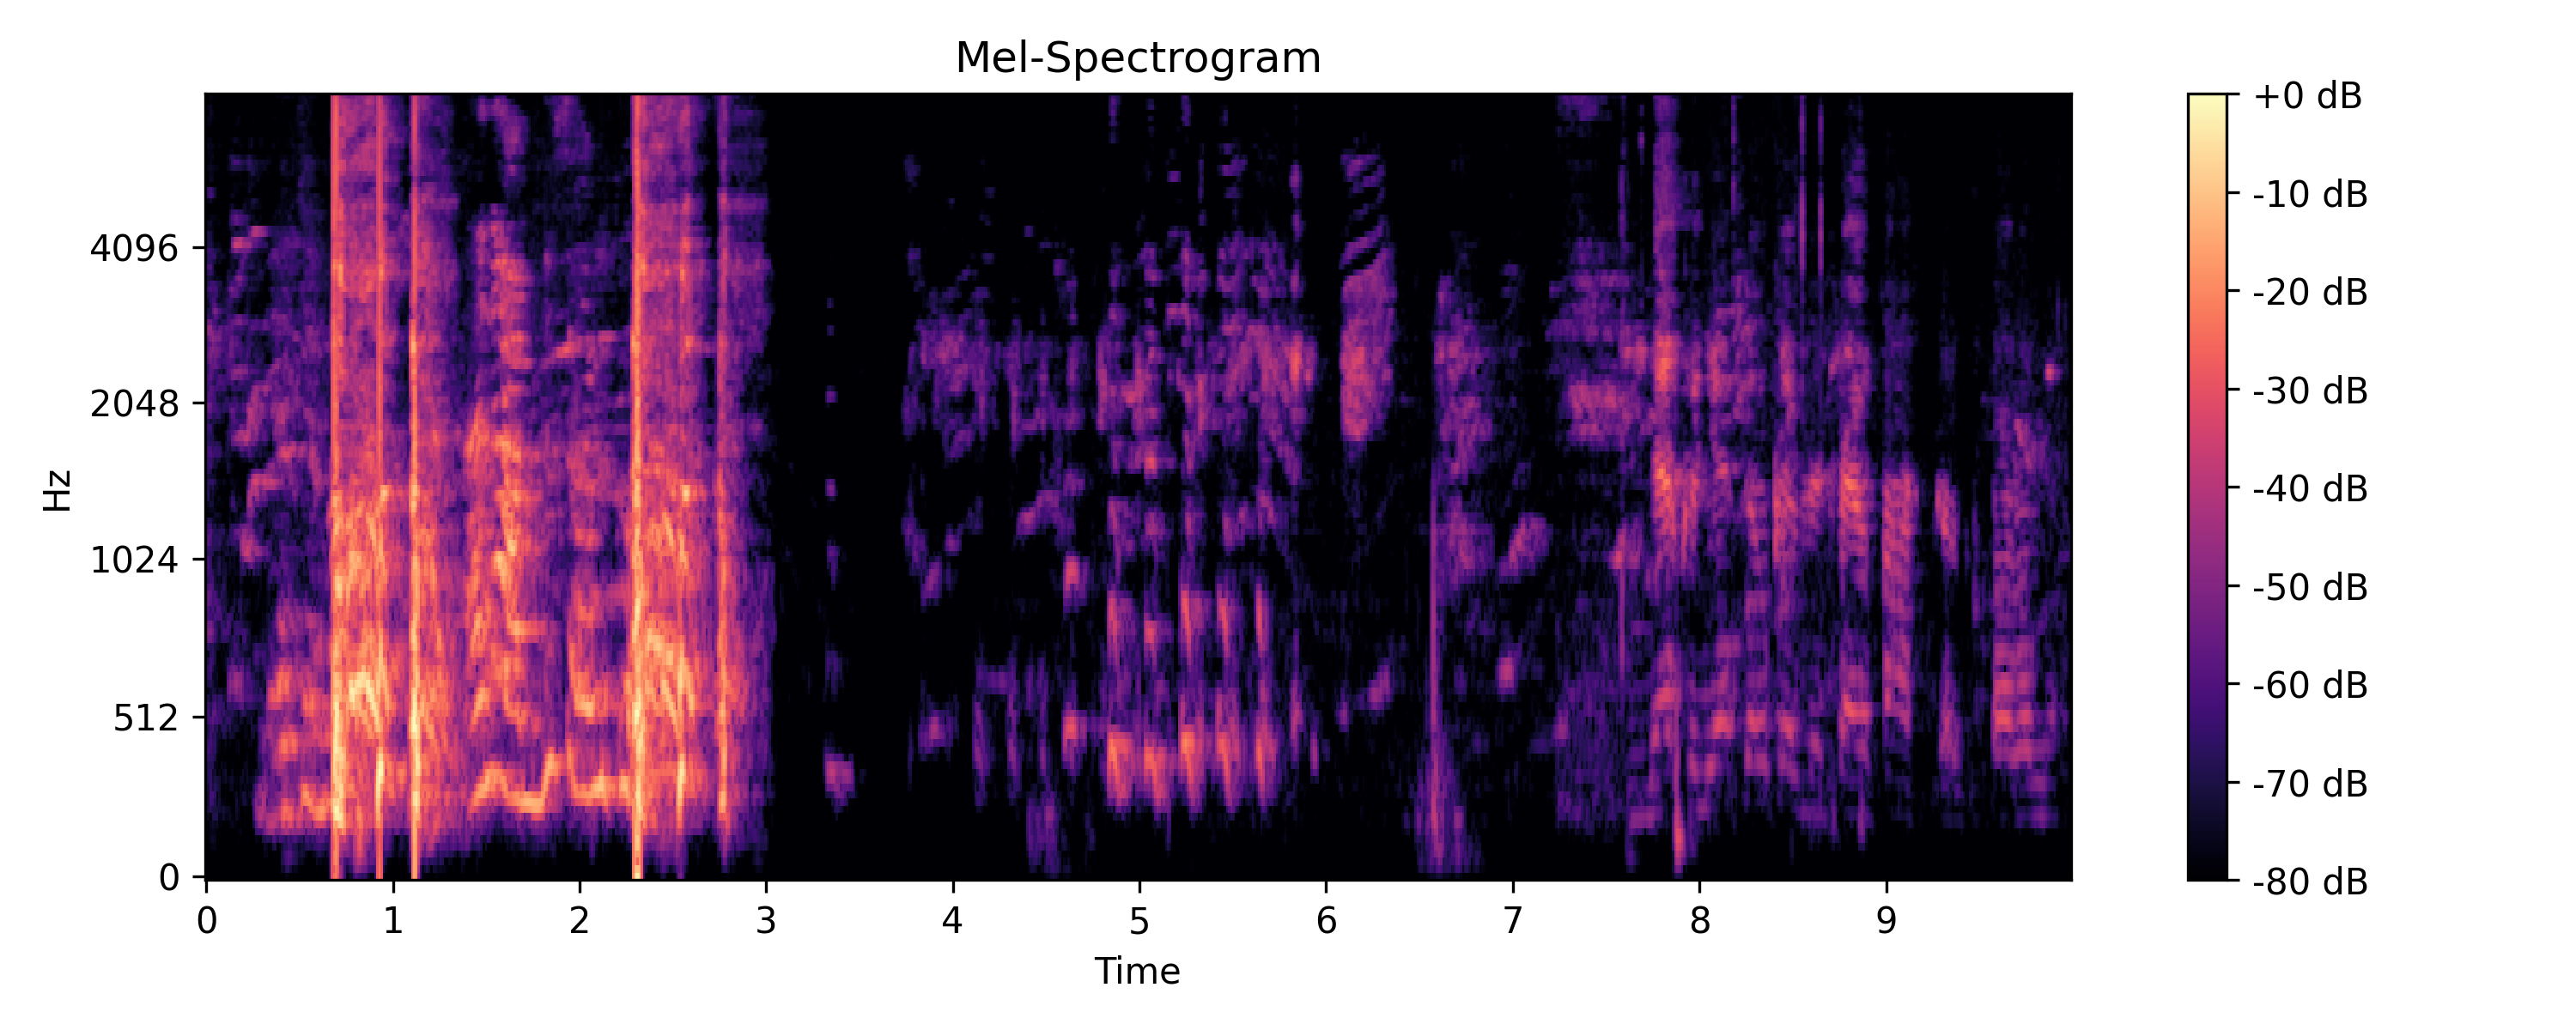 Mel-Spectrogram
+0 dB
-10 dB
-20 dB
-30 dB
-40 dB
-50 dB
-60 dB
-70 dB
-80 dB
Hz
4096
2048
1024
512
0
0 1 2 3 4 5 6 7 8 9
Time